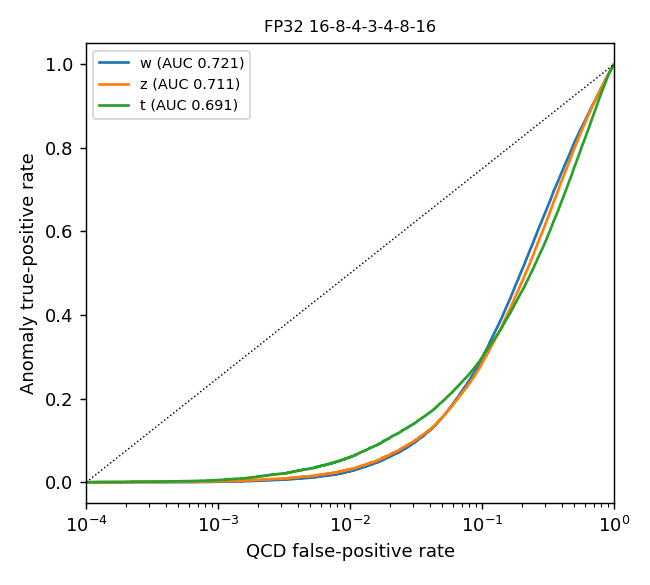 FP32 16-8-4-3-4-8-16
w (AUC 0.721)
z (AUC 0.711)
t (AUC 0.691)
Anomaly true-positive rate
1.0
0.8
0.6
0.4
0.2
0.0
10⁻⁴ 10⁻³ 10⁻² 10⁻¹ 10⁰
QCD false-positive rate